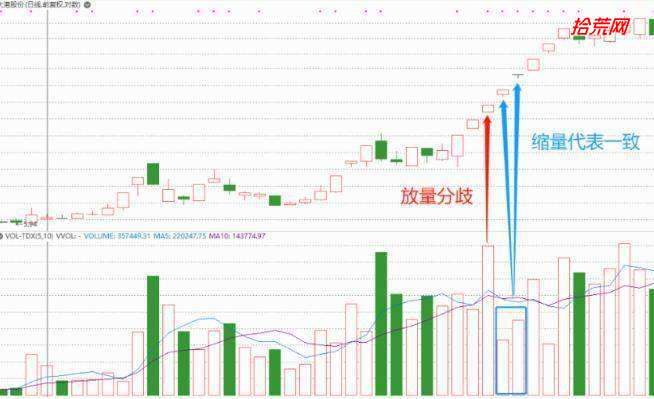 大港股份(日线.前复权.对数)
拾荒网
缩量代表一致
放量分歧
5.94
VOL-TDX(5,10) VVOL: - VOLUME: 357449.31 MA5: 220247.75 MA10: 143774.97